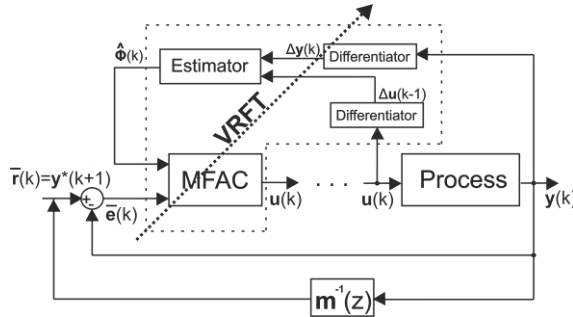 Φ̂(k)
Estimator
Δy(k)
Differentiator
Δu(k-1)
Differentiator
VRFT
r̅(k)=y*(k+1)
+
-
e̅(k)
MFAC
u(k)
. . .
u(k)
Process
y(k)
m⁻¹(z)